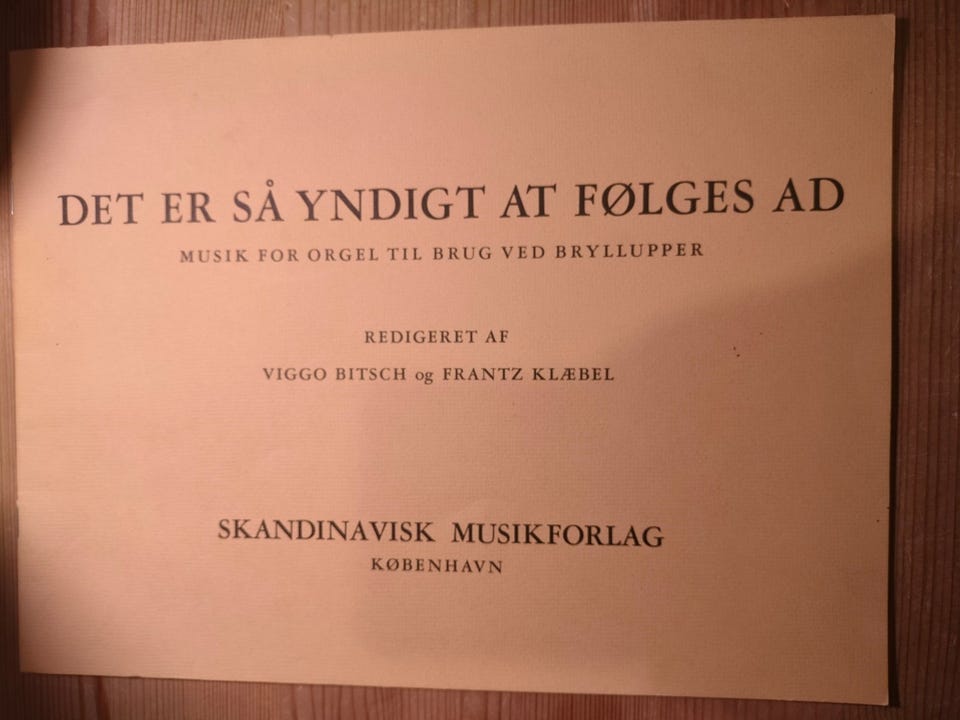 DET ER SÅ YNDIGT AT FØLGES AD
MUSIK FOR ORGEL TIL BRUG VED BRYLLUPPER
REDIGERET AF
VIGGO BITSCH og FRANTZ KLÆBEL
SKANDINAVISK MUSIKFORLAG
KØBENHAVN